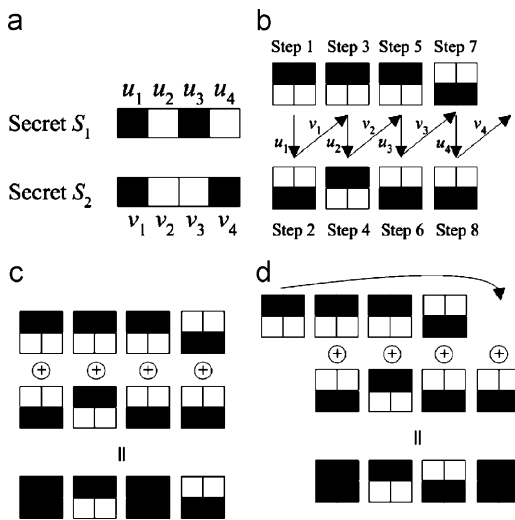 a
u1 u2 u3 u4
Secret S1
Secret S2
v1 v2 v3 v4
b
Step 1 Step 3 Step 5 Step 7
u1 v1 u2 v2 u3 v3 u4 v4
Step 2 Step 4 Step 6 Step 8
c
+ + + +
=
d
+ + + +
=